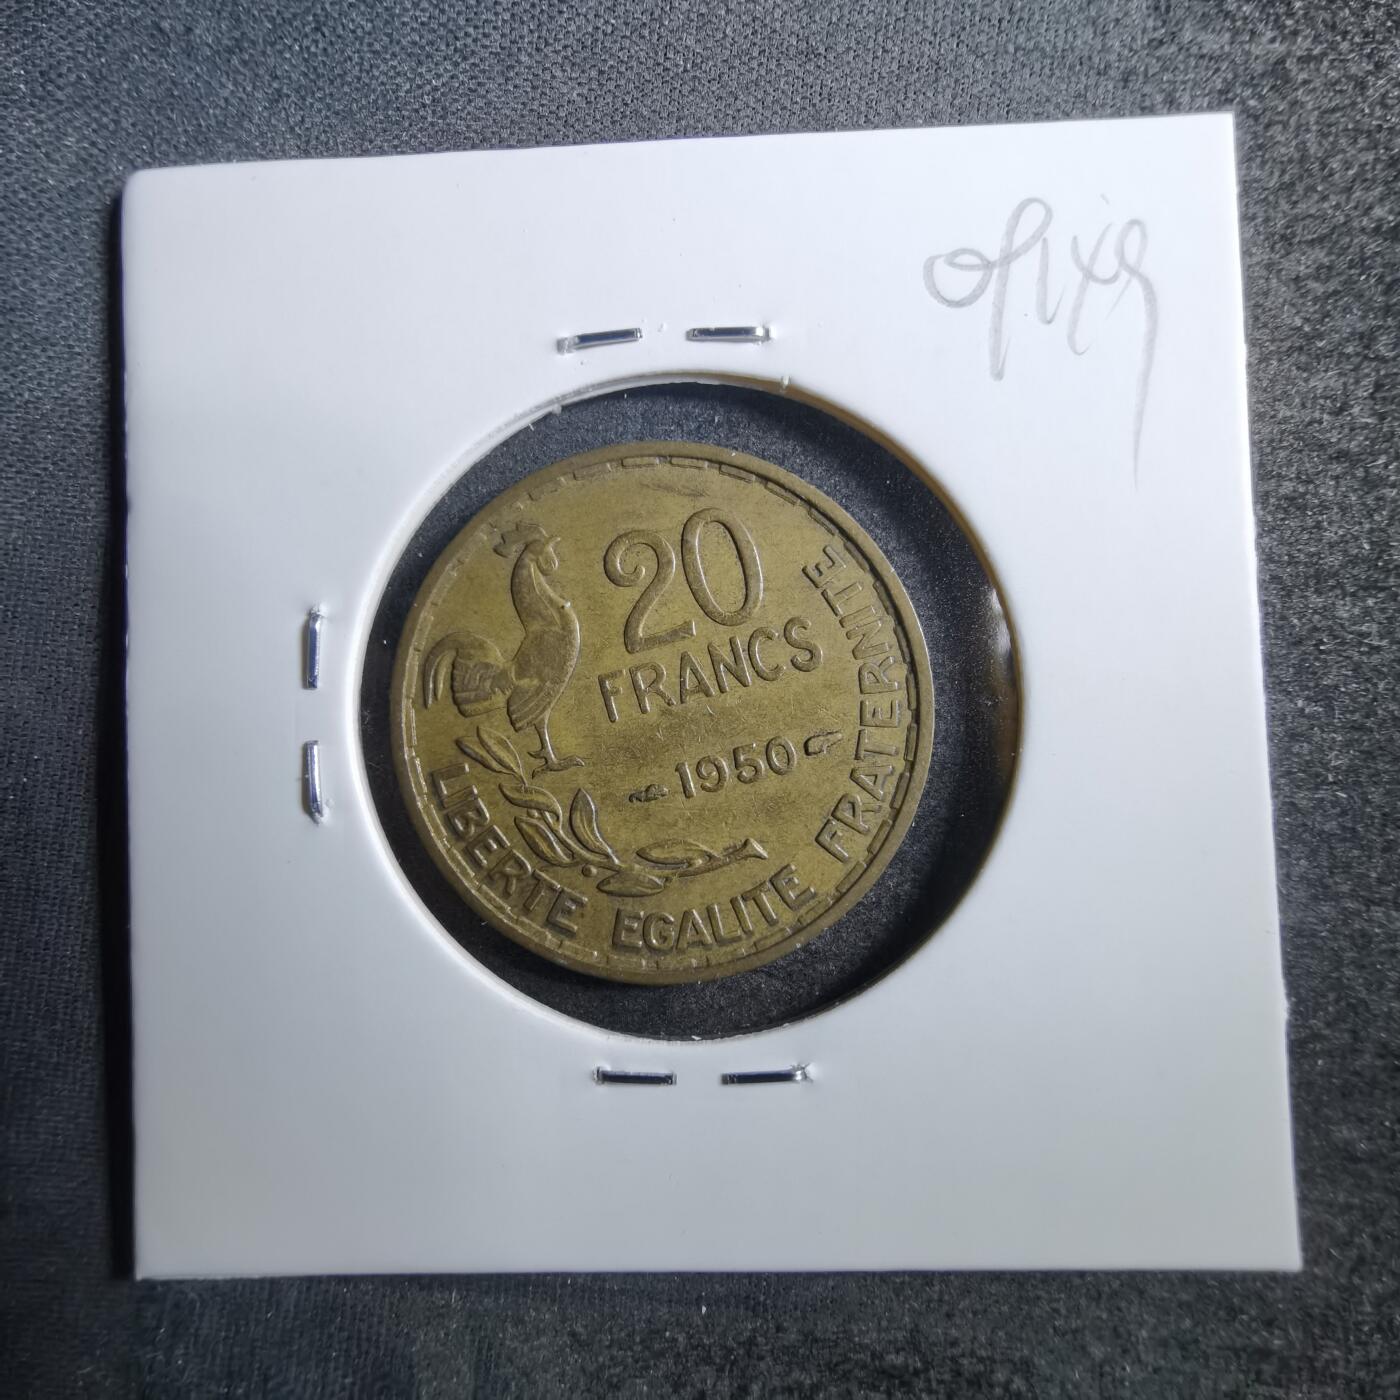 20
FRANCS
1950
LIBERTE EGALITE FRATERNITE